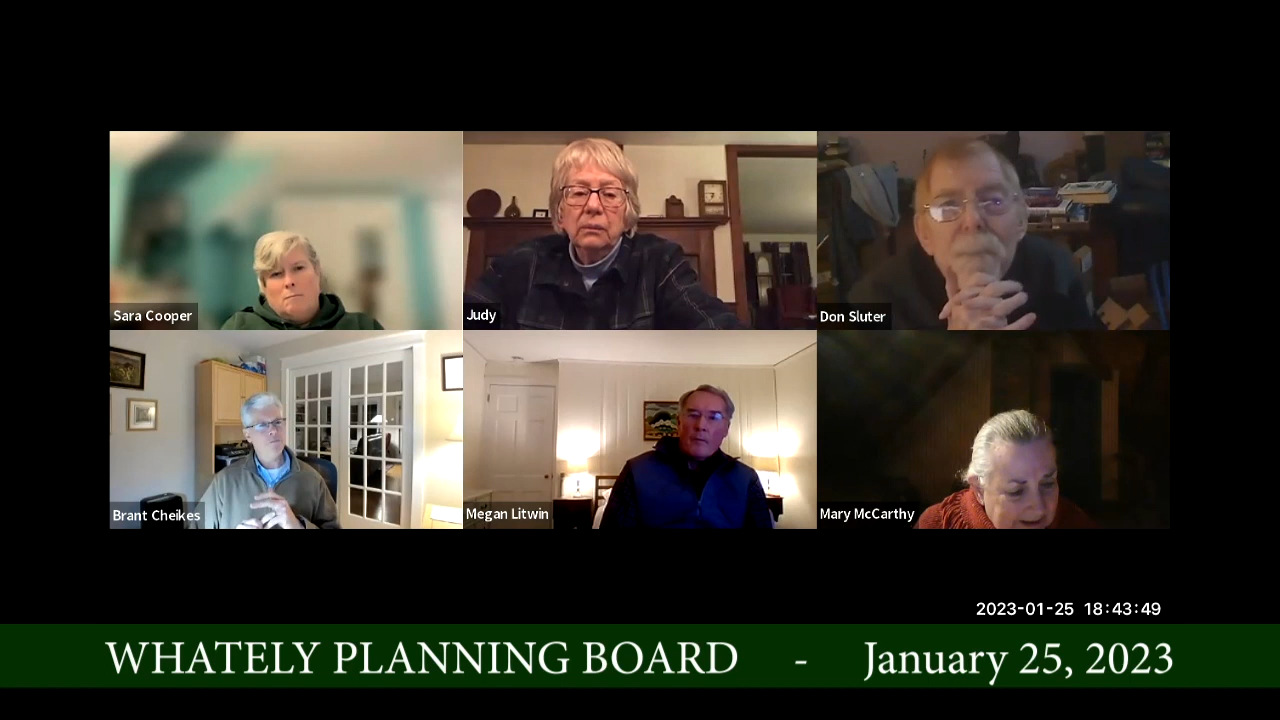 Sara Cooper
Judy
Don Sluter
Brant Cheikes
Megan Litwin
Mary McCarthy
2023-01-25 18:43:49
WHATELY PLANNING BOARD - January 25, 2023